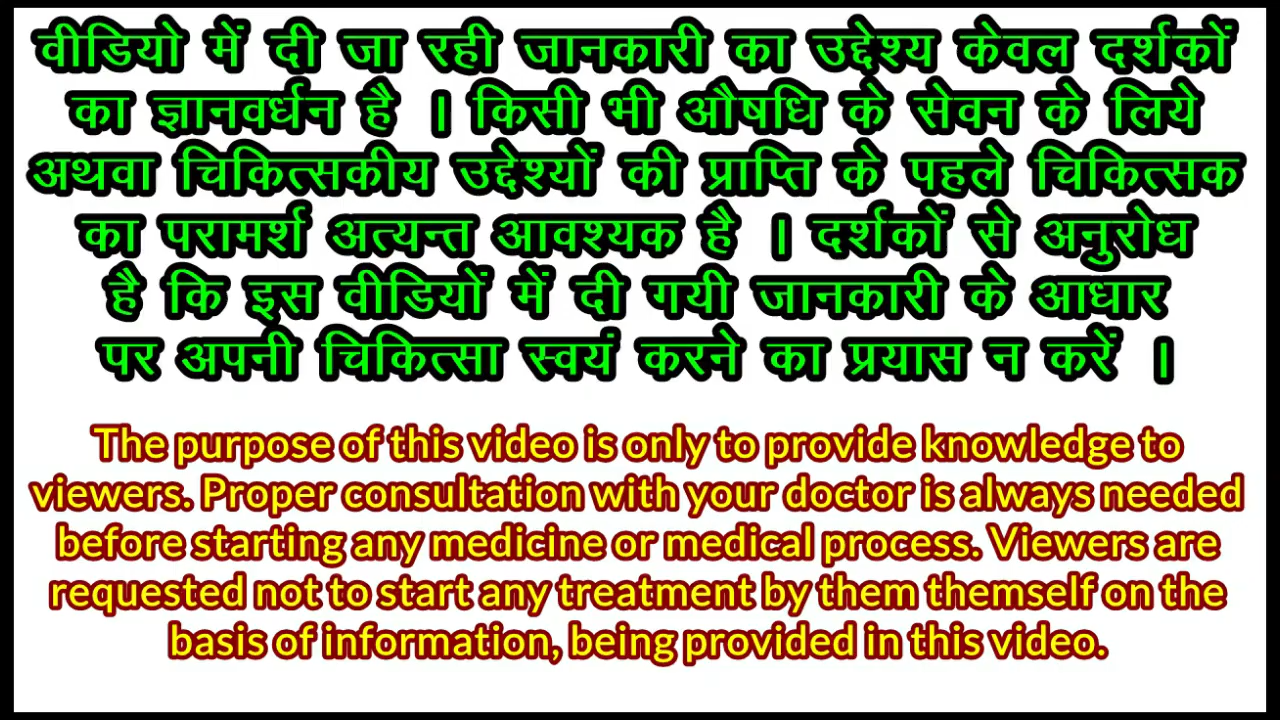 वीडियो में दी जा रही जानकारी का उद्देश्य केवल दर्शकों
का ज्ञानवर्धन है । किसी भी औषधि के सेवन के लिये
अथवा चिकित्सकीय उद्देश्यों की प्राप्ति के पहले चिकित्सक
का परामर्श अत्यन्त आवश्यक है । दर्शकों से अनुरोध
है कि इस वीडियों में दी गयी जानकारी के आधार
पर अपनी चिकित्सा स्वयं करने का प्रयास न करें ।
The purpose of this video is only to provide knowledge to
viewers. Proper consultation with your doctor is always needed
before starting any medicine or medical process. Viewers are
requested not to start any treatment by them themself on the
basis of information, being provided in this video.